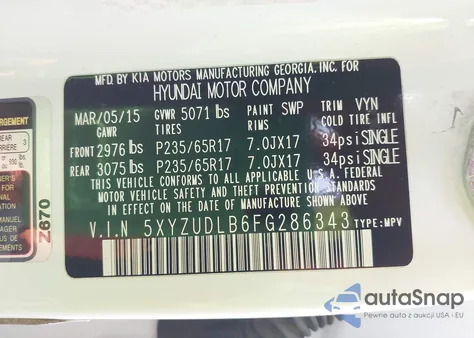 MFD.BY KIA MOTORS MANUFACTURING GEORGIA.INC.FOR
HYUNDAI MOTOR COMPANY
MAR/05/15 GVWR 5071 lbs PAINT SWP TRIM VYN
TIRES RIMS COLD TIRE INFL
FRONT 2976 lbs P235/65R17 7.0JX17 34psi SINGLE
REAR 3075 lbs P235/65R17 7.0JX17 34psi SINGLE
THIS VEHICLE CONFORMS TO ALL APPLICABLE U.S.A. FEDERAL
MOTOR VEHICLE SAFETY, BUMPER, AND THEFT PREVENTION
STANDARDS IN EFFECT ON THE DATE OF MANUFACTURE SHOWN ABOVE.
V.I.N 5XYZUDLB6FG286343 TYPE:MPV
Z670
autoSnap
Pewne auta z aukcji USA i EU